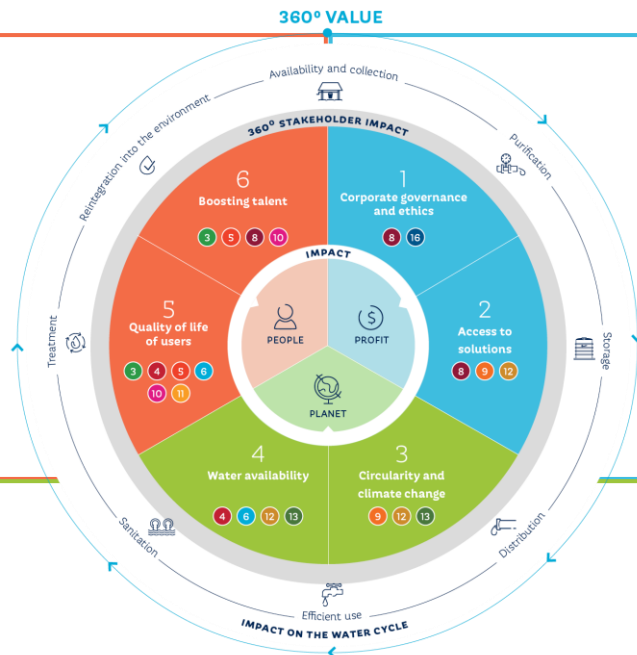 360º VALUE
Availability and collection
Purification
Storage
Distribution
Efficient use
Sanitation
Treatment
Reintegration into the environment
IMPACT ON THE WATER CYCLE
360º STAKEHOLDER IMPACT
1
Corporate governance
and ethics
8 16
2
Access to
solutions
8 9 12
3
Circularity and
climate change
9 12 13
4
Water availability
4 6 12 13
5
Quality of life
of users
3 4 5 6
10 11
6
Boosting talent
3 5 8 10
IMPACT
PEOPLE
$
PROFIT
PLANET